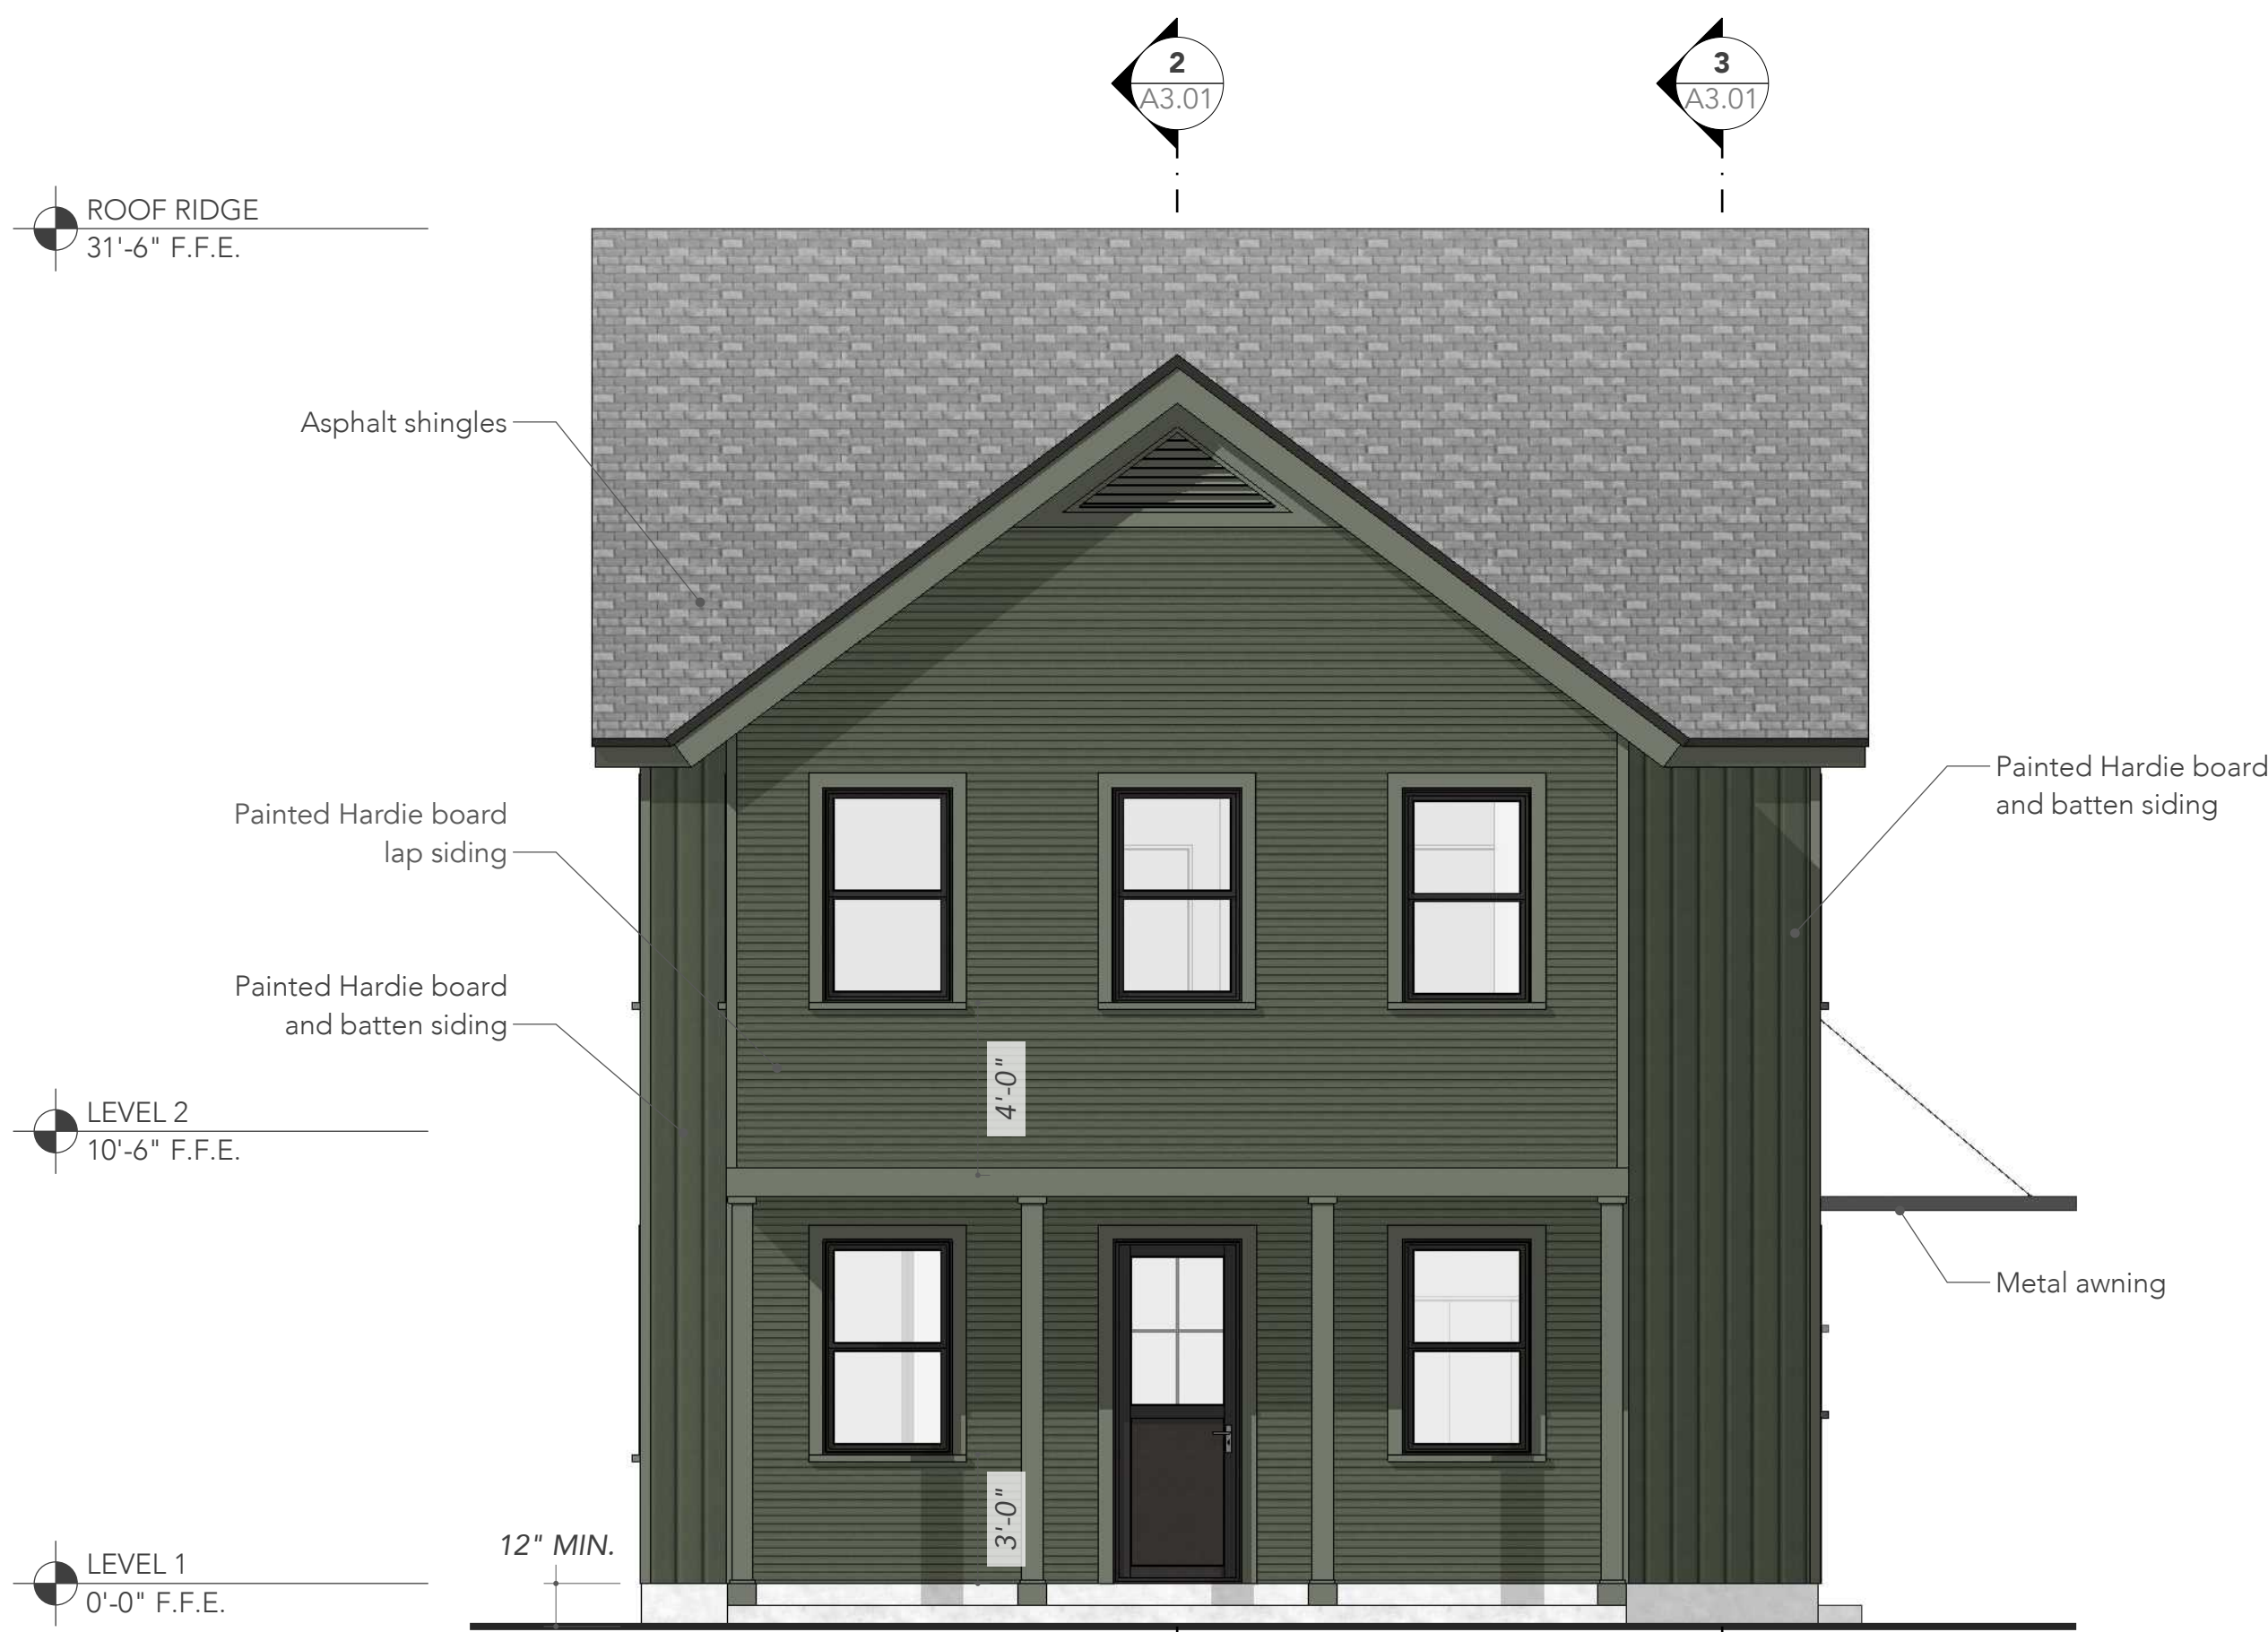 2
A3.01
3
A3.01
ROOF RIDGE
31'-6" F.F.E.
Asphalt shingles
Painted Hardie board
and batten siding
Painted Hardie board
lap siding
Painted Hardie board
and batten siding
4'-0"
LEVEL 2
10'-6" F.F.E.
Metal awning
3'-0"
12" MIN.
LEVEL 1
0'-0" F.F.E.